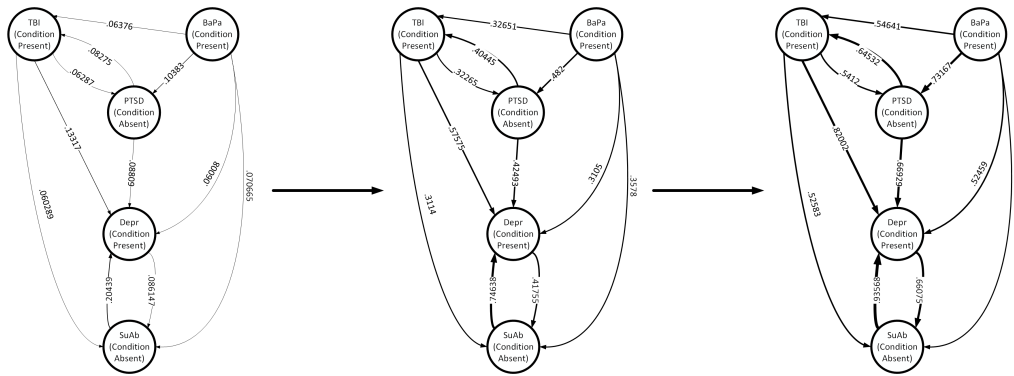 TBI
(Condition
Present)
BaPa
(Condition
Present)
PTSD
(Condition
Absent)
Depr
(Condition
Present)
SuAb
(Condition
Absent)
.06376
.08275
.06287
.10383
.13317
.08809
.06008
.070665
.060289
.20439
.089147
TBI
(Condition
Present)
BaPa
(Condition
Present)
PTSD
(Condition
Absent)
Depr
(Condition
Present)
SuAb
(Condition
Absent)
.32651
.40445
.32265
.482
.57575
.42493
.3105
.3578
.3114
.74638
.41755
TBI
(Condition
Present)
BaPa
(Condition
Present)
PTSD
(Condition
Absent)
Depr
(Condition
Present)
SuAb
(Condition
Absent)
.54641
.64532
.5412
.73167
.82002
.66929
.52459
.52583
.93568
.66075